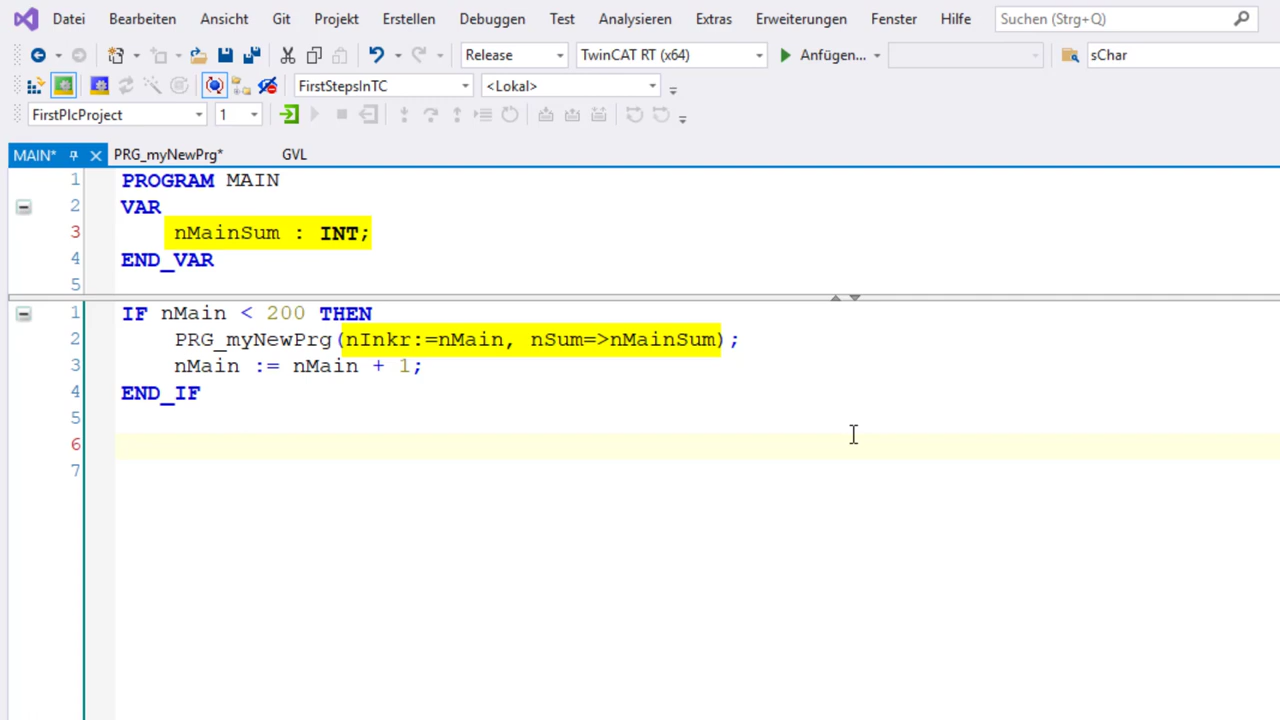 Datei Bearbeiten Ansicht Git Projekt Erstellen Debuggen Test Analysieren Extras Erweiterungen Fenster Hilfe Suchen (Strg+Q)
Release TwinCAT RT (x64) Anfügen... sChar
FirstStepsInTC <Lokal>
FirstPlcProject 1
MAIN* PRG_myNewPrg* GVL
1 PROGRAM MAIN
2 VAR
3 nMainSum : INT;
4 END_VAR
5
1 IF nMain < 200 THEN
2 PRG_myNewPrg(nInkr:=nMain, nSum=>nMainSum);
3 nMain := nMain + 1;
4 END_IF
5
6
7